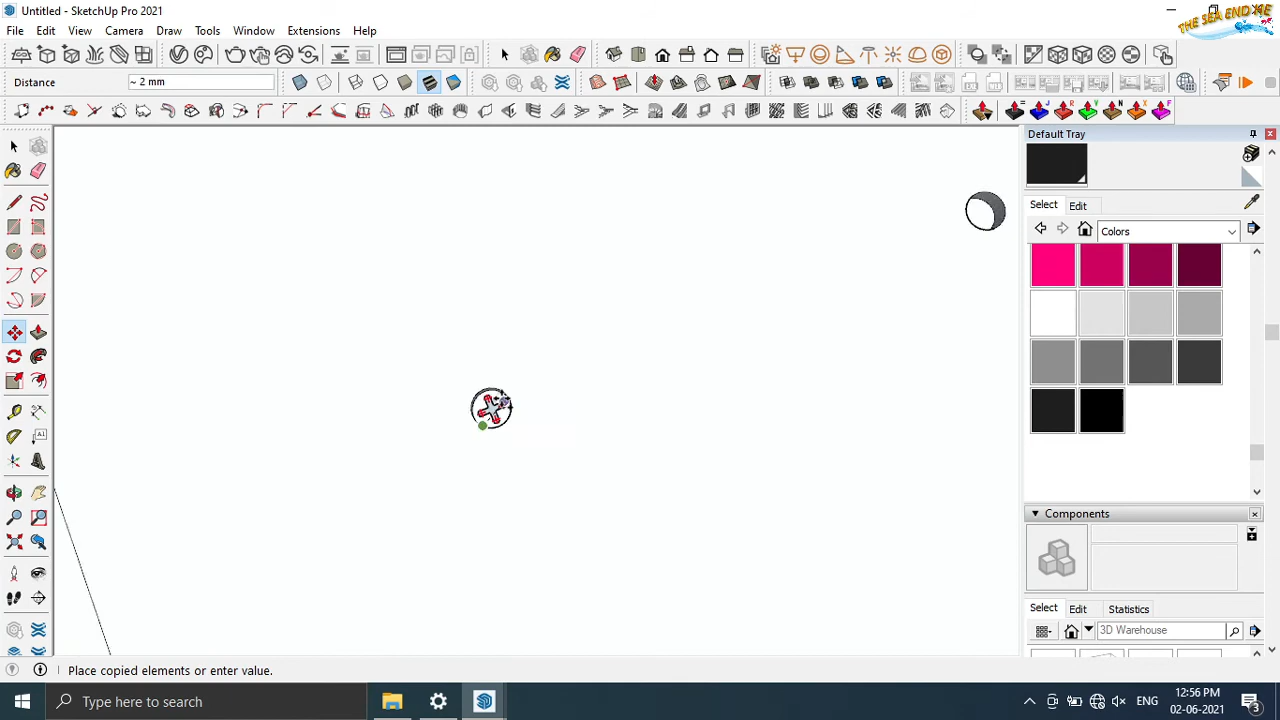 Untitled - SketchUp Pro 2021
THE SEA END ME
File Edit View Camera Draw Tools Window Extensions Help
Distance
~ 2 mm
Default Tray
Select Edit
Colors
Components
Select Edit Statistics
3D Warehouse
Place copied elements or enter value.
Type here to search
ENG
12:56 PM
02-06-2021
3